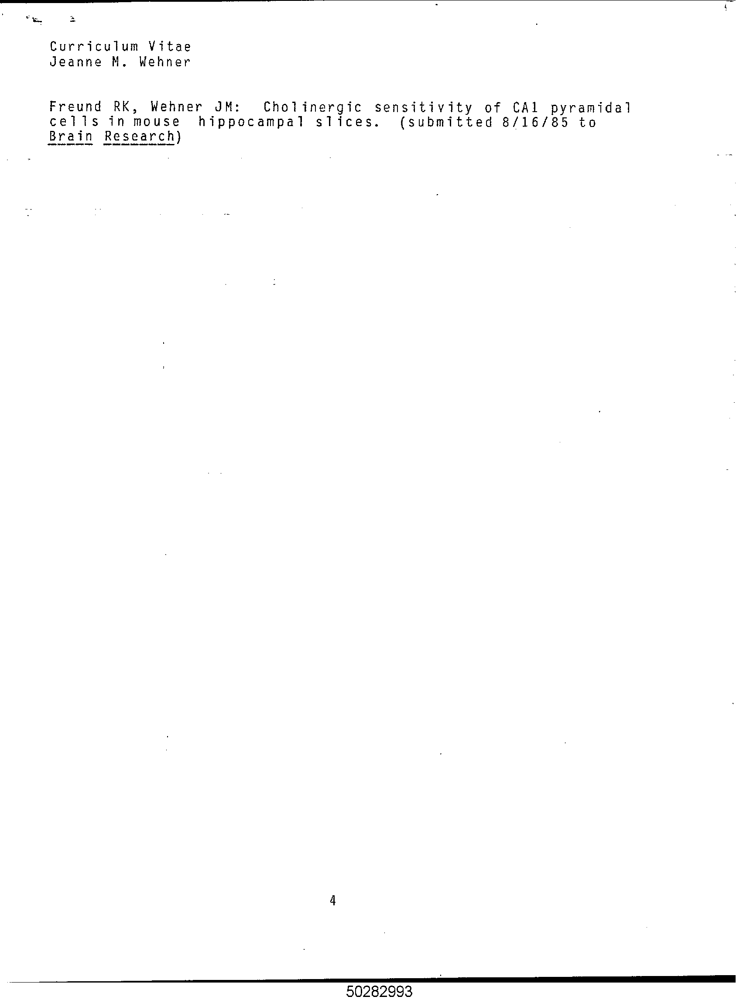 Curriculum Vitae
Jeanne M. Wehner
Freund RK, Wehner JM: Cholinergic sensitivity of CA1 pyramidal
cells in mouse hippocampal slices. (submitted 8/16/85 to
Brain Research)
4
50282993